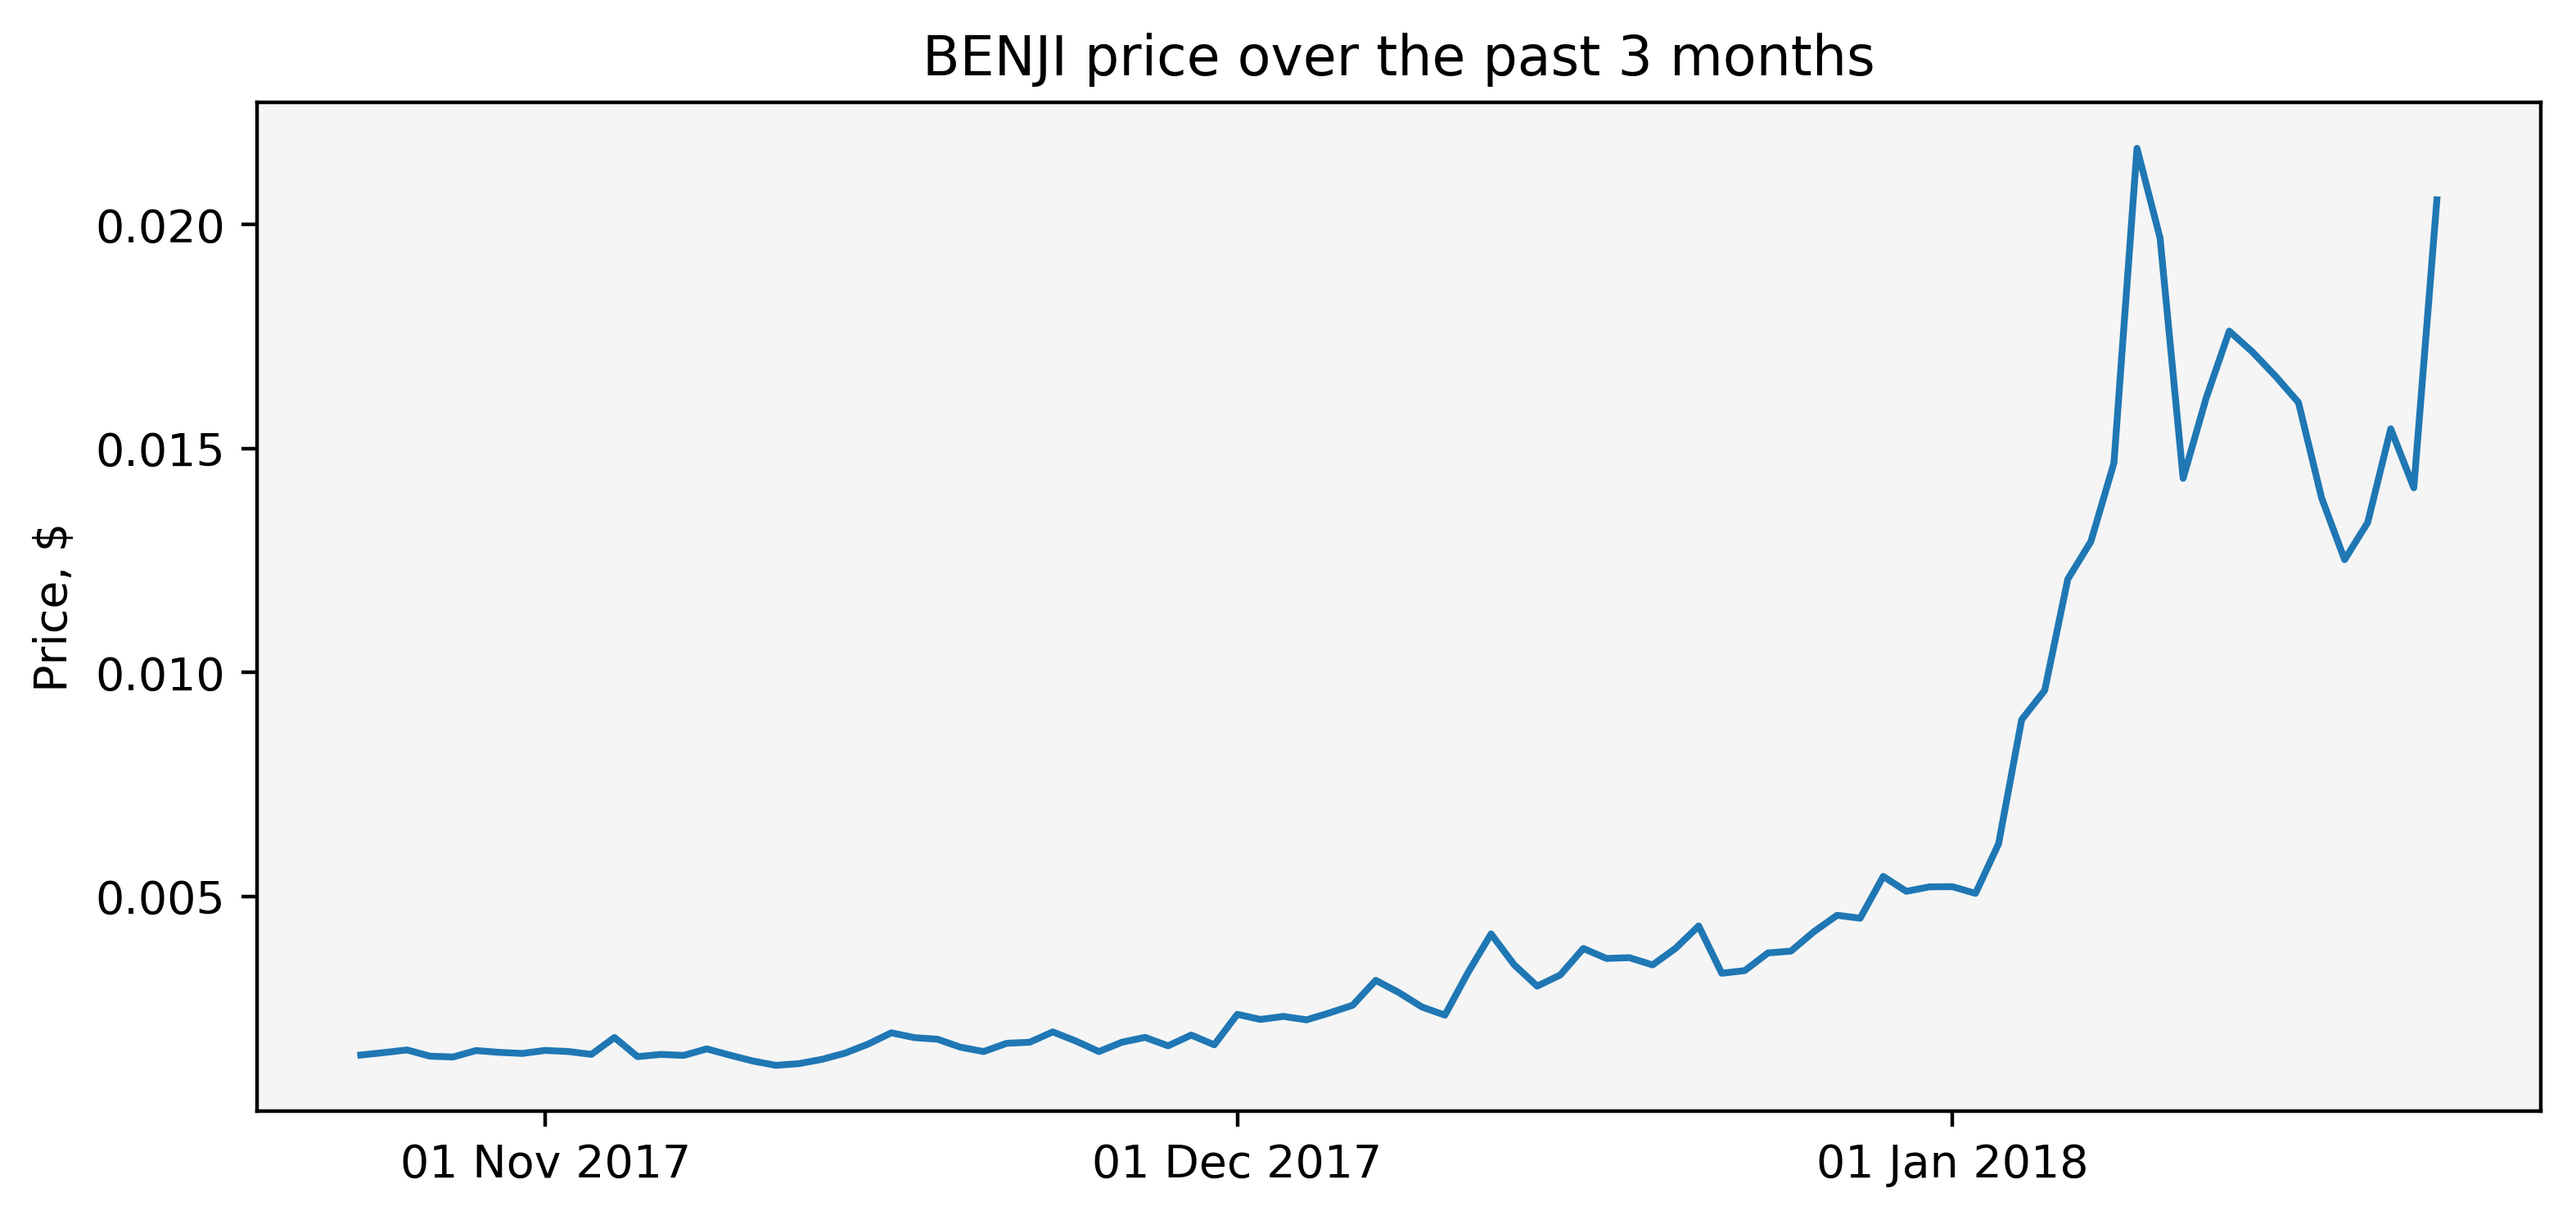 BENJI price over the past 3 months
Price, $
0.020
0.015
0.010
0.005
01 Nov 2017
01 Dec 2017
01 Jan 2018